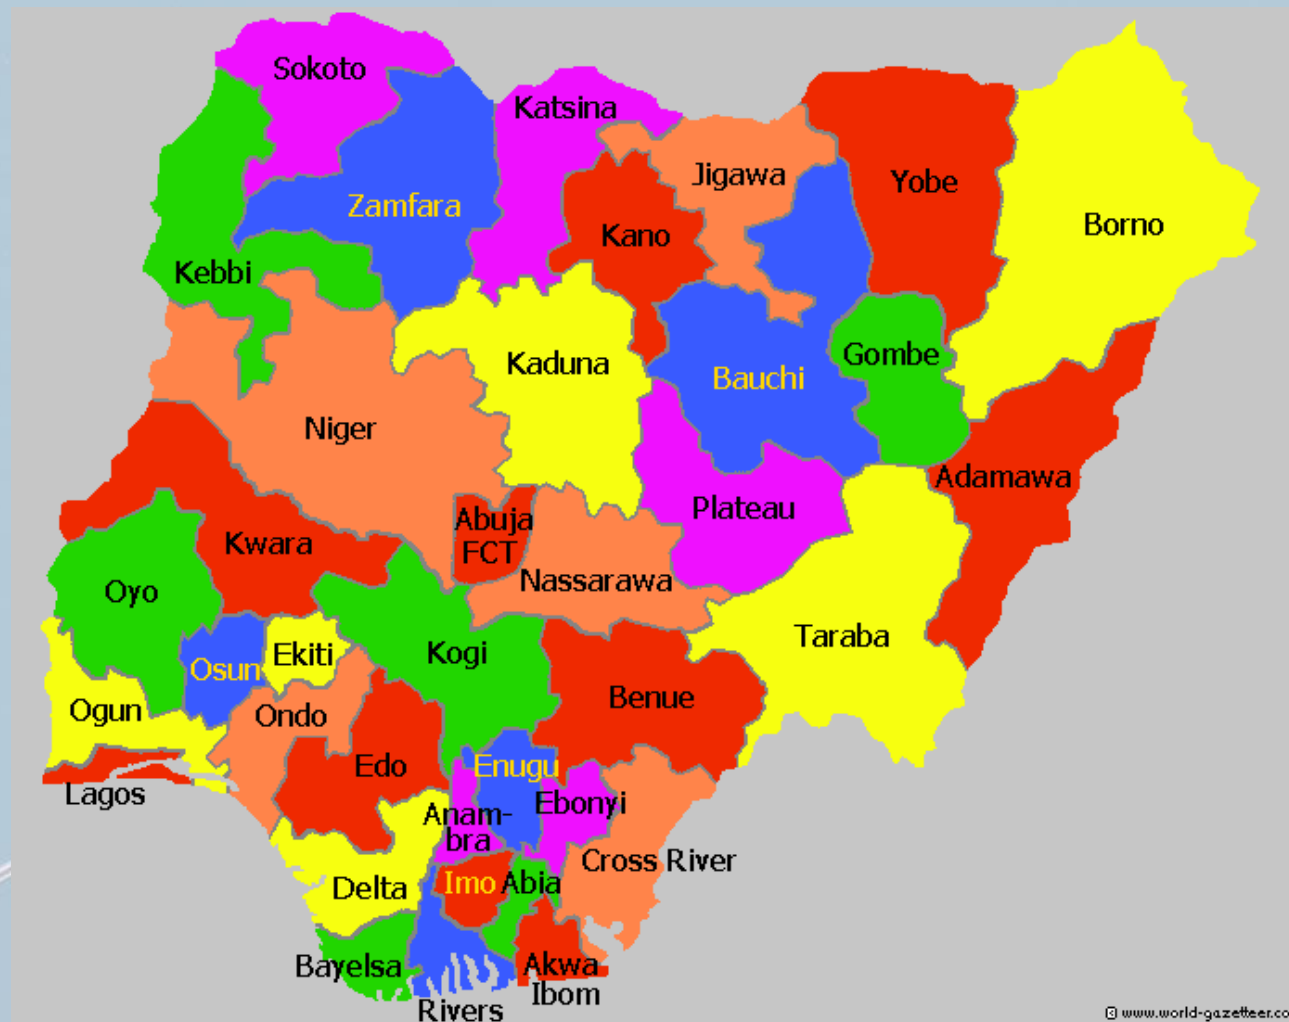 Sokoto
Katsina
Jigawa
Yobe
Zamfara
Borno
Kano
Kebbi
Gombe
Kaduna
Bauchi
Niger
Adamawa
Plateau
Abuja
FCT
Kwara
Nassarawa
Oyo
Taraba
Kogi
Ekiti
Osun
Benue
Ogun
Ondo
Edo
Enugu
Lagos
Ebonyi
Anam-
bra
Cross River
Imo
Abia
Delta
Bayelsa
Akwa
Ibom
Rivers
© www.world-gazetteer.co